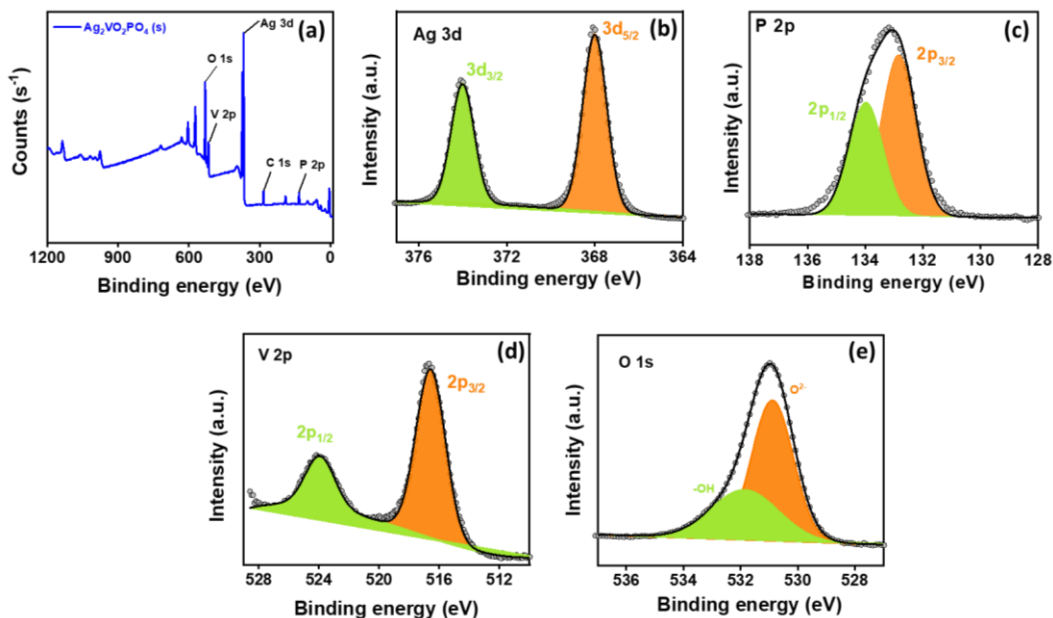 Ag₂VO₂PO₄ (s)
(a)
Ag 3d
O 1s
V 2p
C 1s
P 2p
Counts (s⁻¹)
1200
900
600
300
0
Binding energy (eV)
Ag 3d
(b)
3d₅/₂
3d₃/₂
Intensity (a.u.)
376
372
368
364
Binding energy (eV)
P 2p
(c)
2p₃/₂
2p₁/₂
Intensity (a.u.)
138
136
134
132
130
128
Binding energy (eV)
V 2p
(d)
2p₃/₂
2p₁/₂
Intensity (a.u.)
528
524
520
516
512
Binding energy (eV)
O 1s
(e)
O²⁻
-OH
Intensity (a.u.)
536
534
532
530
528
Binding energy (eV)